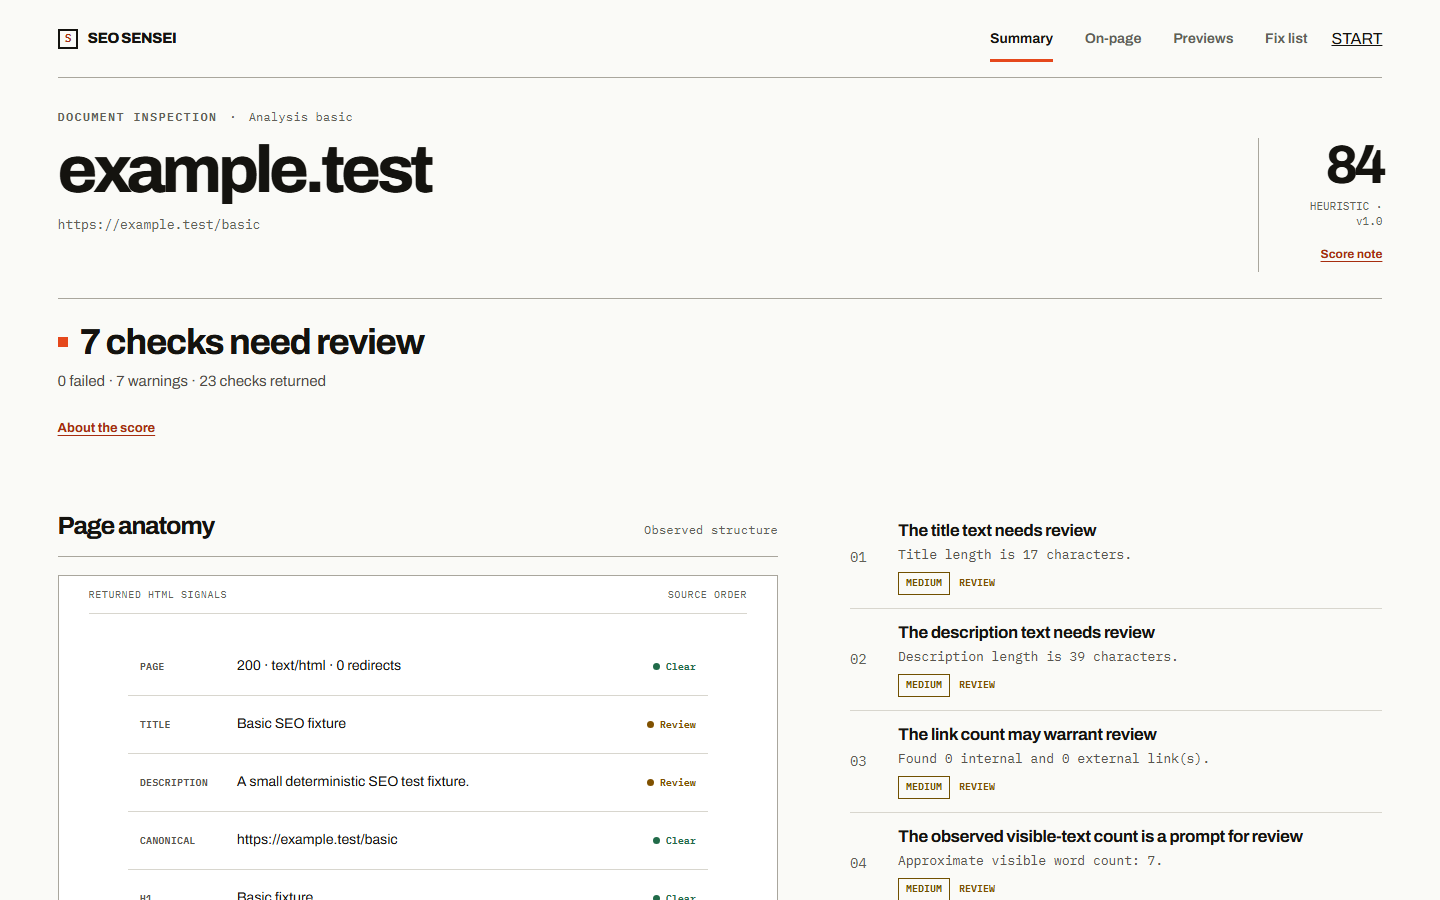 S SEO SENSEI
Summary On-page Previews Fix list START
DOCUMENT INSPECTION · Analysis basic
example.test
https://example.test/basic
84
HEURISTIC ·
v1.0
Score note
7 checks need review
0 failed · 7 warnings · 23 checks returned
About the score
Page anatomy
Observed structure
RETURNED HTML SIGNALS SOURCE ORDER
PAGE 200 · text/html · 0 redirects Clear
TITLE Basic SEO fixture Review
DESCRIPTION A small deterministic SEO test fixture. Review
CANONICAL https://example.test/basic Clear
H1 Basic fixture Clear
01
The title text needs review
Title length is 17 characters.
MEDIUM REVIEW
02
The description text needs review
Description length is 39 characters.
MEDIUM REVIEW
03
The link count may warrant review
Found 0 internal and 0 external link(s).
MEDIUM REVIEW
04
The observed visible-text count is a prompt for review
Approximate visible word count: 7.
MEDIUM REVIEW